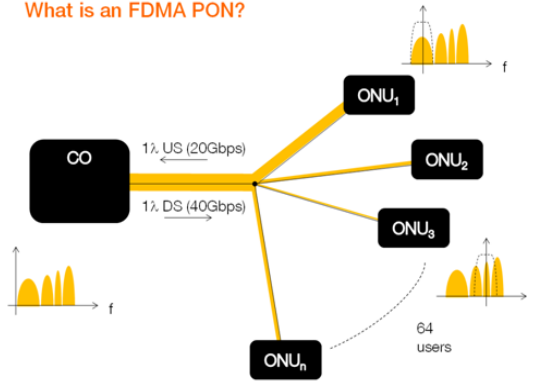 What is an FDMA PON?
f
ONU₁
CO
1λ US (20Gbps)
ONU₂
1λ DS (40Gbps)
ONU₃
f
64
users
ONUₙ